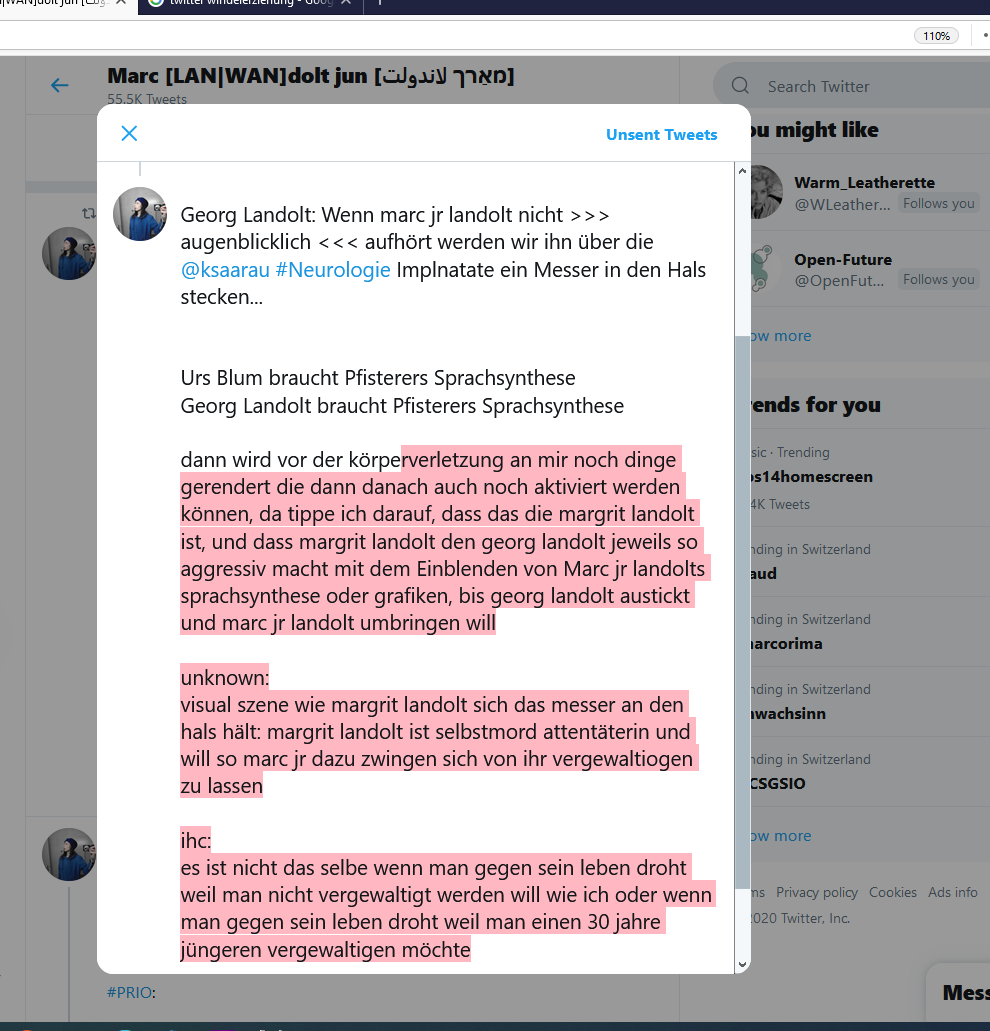 twitter windelerziehung - Goog
110%
Marc [LAN|WAN]dolt jun [מאַרך لاندولت]
55.5K Tweets
Search Twitter
Unsent Tweets
ou might like
Georg Landolt: Wenn marc jr landolt nicht >>>
augenblicklich <<< aufhört werden wir ihn über die
@ksaarau #Neurologie Implnatate ein Messer in den Hals
stecken...
Urs Blum braucht Pfisterers Sprachsynthese
Georg Landolt braucht Pfisterers Sprachsynthese
dann wird vor der körperverletzung an mir noch dinge
gerendert die dann danach auch noch aktiviert werden
können, da tippe ich darauf, dass das die margrit landolt
ist, und dass margrit landolt den georg landolt jeweils so
aggressiv macht mit dem Einblenden von Marc jr landolts
sprachsynthese oder grafiken, bis georg landolt austickt
und marc jr landolt umbringen will
unknown:
visual szene wie margrit landolt sich das messer an den
hals hält: margrit landolt ist selbstmord attentäterin und
will so marc jr dazu zwingen sich von ihr vergewaltiogen
zu lassen
ihc:
es ist nicht das selbe wenn man gegen sein leben droht
weil man nicht vergewaltigt werden will wie ich oder wenn
man gegen sein leben droht weil man einen 30 jahre
jüngeren vergewaltigen möchte
#PRIO:
Warm_Leatherette
@WLeather... Follows you
Open-Future
@OpenFut... Follows you
ow more
ends for you
sic · Trending
os14homescreen
4K Tweets
nding in Switzerland
aud
nding in Switzerland
narcorima
nding in Switzerland
hwachsinn
nding in Switzerland
CSGSIO
ow more
ms Privacy policy Cookies Ads info
2020 Twitter, Inc.
Mess